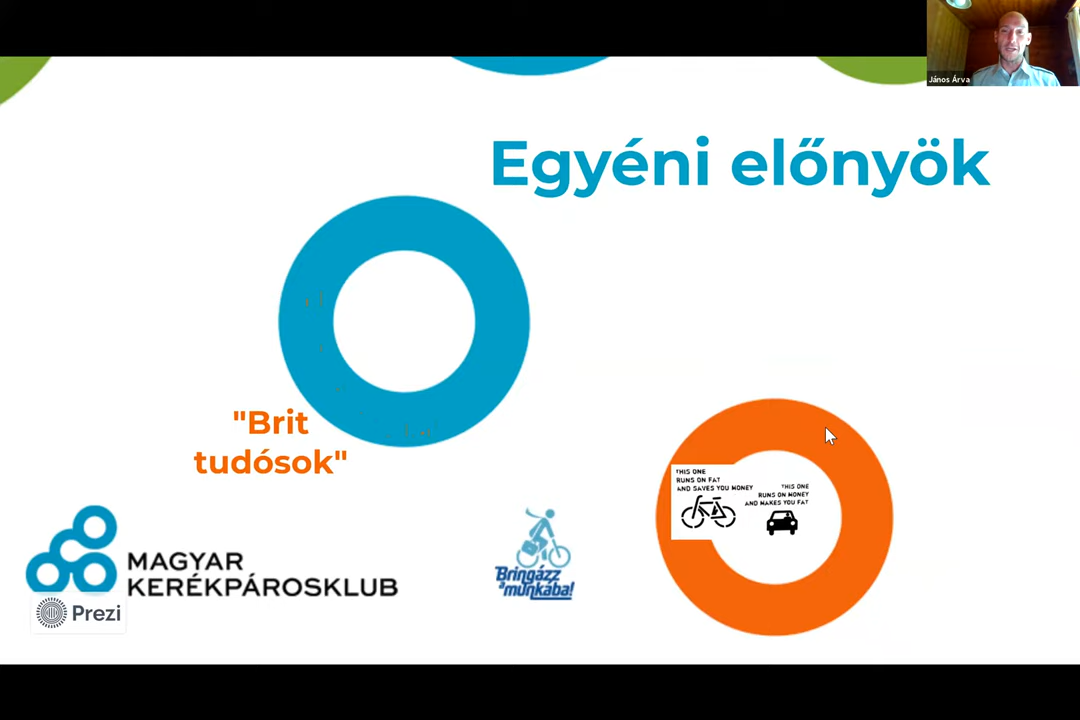 János Árva
Egyéni előnyök
"Brit
tudósok"
THIS ONE
RUNS ON FAT
AND SAVES YOU MONEY
THIS ONE
RUNS ON MONEY
AND MAKES YOU FAT
MAGYAR
KERÉKPÁROSKLUB
Bringázz
a munkába!
Prezi